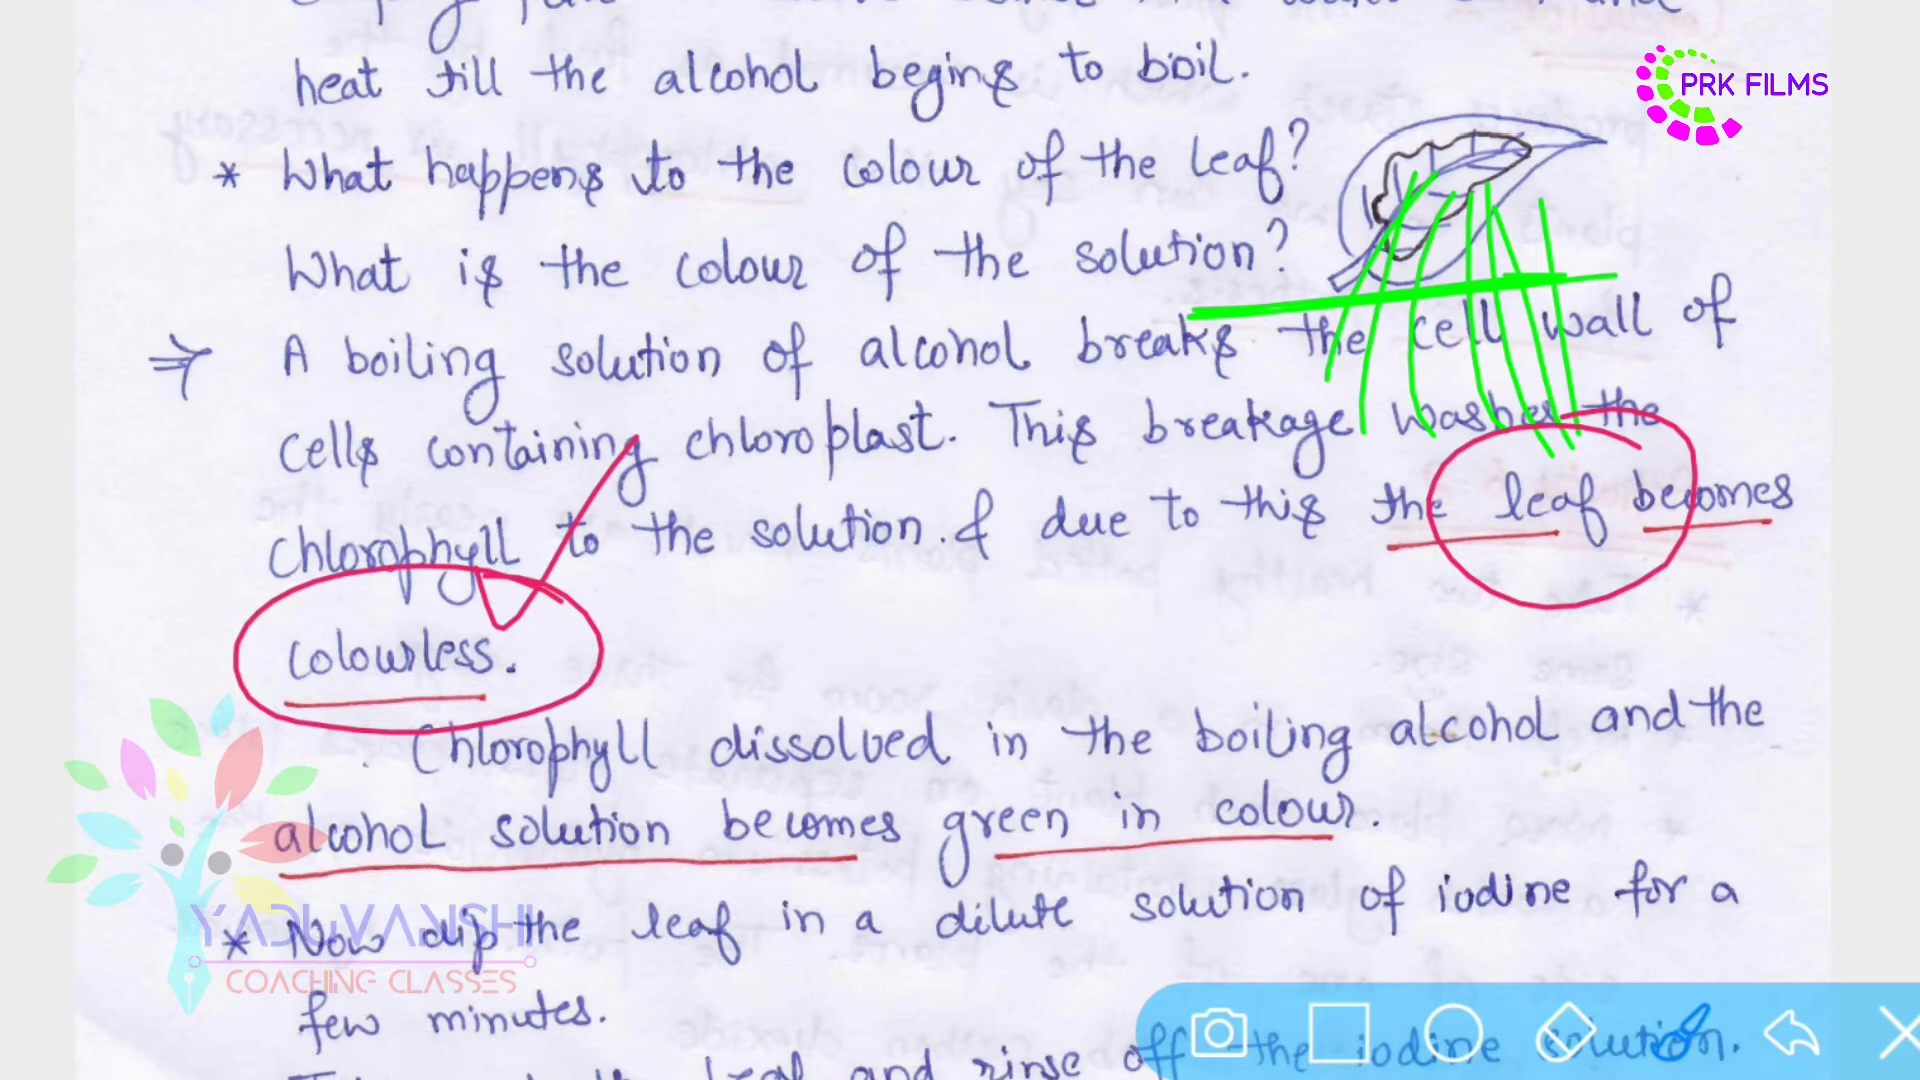 heat till the alcohol begins to boil.
PRK FILMS
* What happens to the colour of the leaf?
What is the colour of the solution?
⇒ A boiling solution of alcohol breaks the cell wall of
cells containing chloroplast. This breakage washes the
chlorophyll to the solution. & due to this the leaf becomes
colourless.
Chlorophyll dissolved in the boiling alcohol and the
alcohol solution becomes green in colour.
* Now dip the leaf in a dilute solution of iodine for a
YADUVANSHI
COACHING CLASSES
few minutes.
leaf and rinse off the iodine solution.